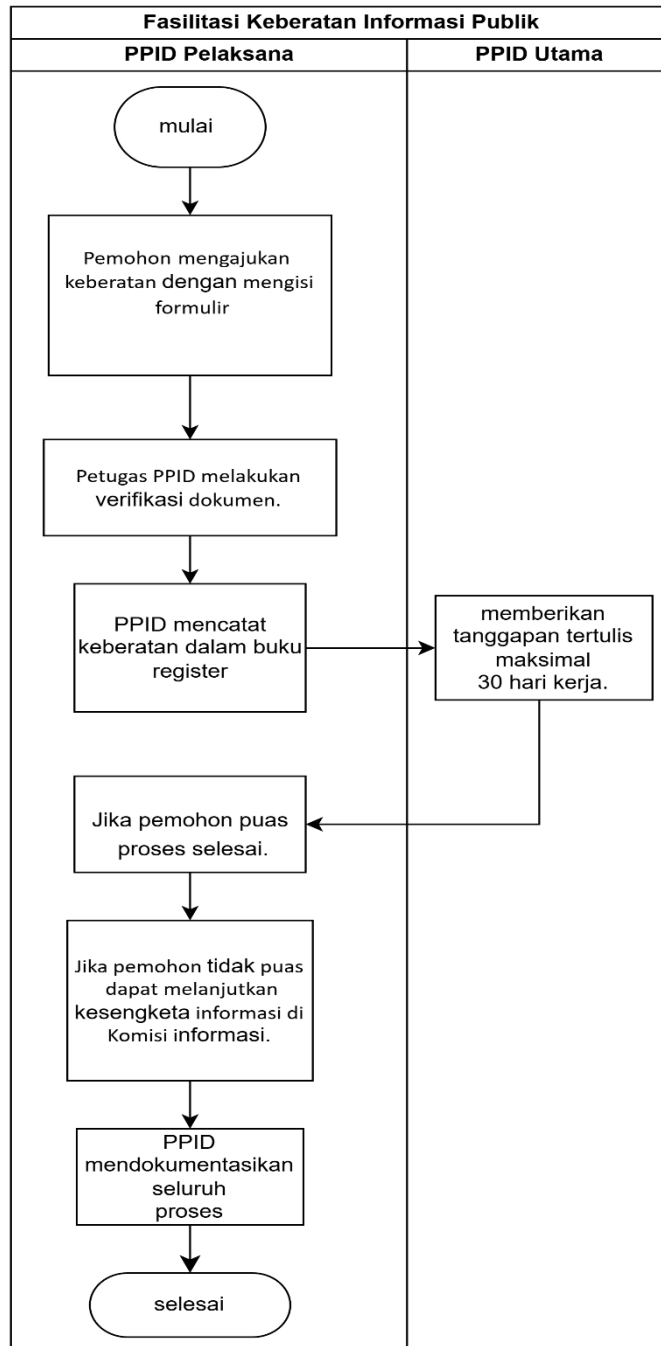 Fasilitasi Keberatan Informasi Publik
PPID Pelaksana
PPID Utama
mulai
Pemohon mengajukan
keberatan dengan mengisi
formulir
Petugas PPID melakukan
verifikasi dokumen.
PPID mencatat
keberatan dalam buku
register
memberikan
tanggapan tertulis
maksimal
30 hari kerja.
Jika pemohon puas
proses selesai.
Jika pemohon tidak puas
dapat melanjutkan
kesengketa informasi di
Komisi informasi.
PPID
mendokumentasikan
seluruh
proses
selesai